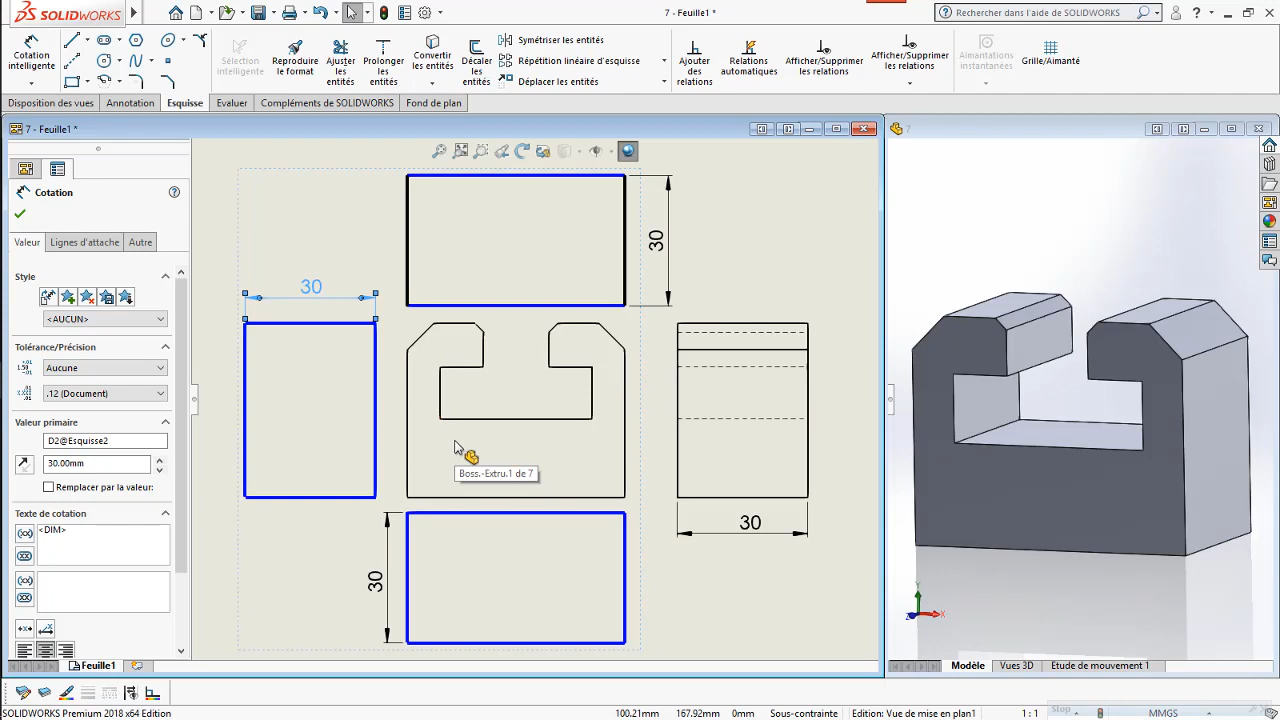 SOLIDWORKS
7 - Feuille1 *
Rechercher dans l'aide de SOLIDWORKS
Cotation intelligente
Sélection intelligente
Reproduire le format
Ajuster les entités
Prolonger les entités
Convertir les entités
Décaler les entités
Symétriser les entités
Répétition linéaire d'esquisse
Déplacer les entités
Ajouter des relations
Relations automatiques
Afficher/Supprimer les relations
Afficher/Supprimer les relations
Aimantations instantanées
Grille/Aimanté
Disposition des vues
Annotation
Esquisse
Evaluer
Compléments de SOLIDWORKS
Fond de plan
7 - Feuille1 *
7
Cotation
Valeur
Lignes d'attache
Autre
Style
<AUCUN>
Tolérance/Précision
Aucune
.12 (Document)
Valeur primaire
D2@Esquisse2
30.00mm
Remplacer par la valeur:
Texte de cotation
<DIM>
30
30
30
30
Boss.-Extru.1 de 7
Y
X
Z
Feuille1
Modèle
Vues 3D
Etude de mouvement 1
SOLIDWORKS Premium 2018 x64 Edition
100.21mm
167.92mm
0mm
Sous-contrainte
Edition: Vue de mise en plan1
1 : 1
Stop
MMGS